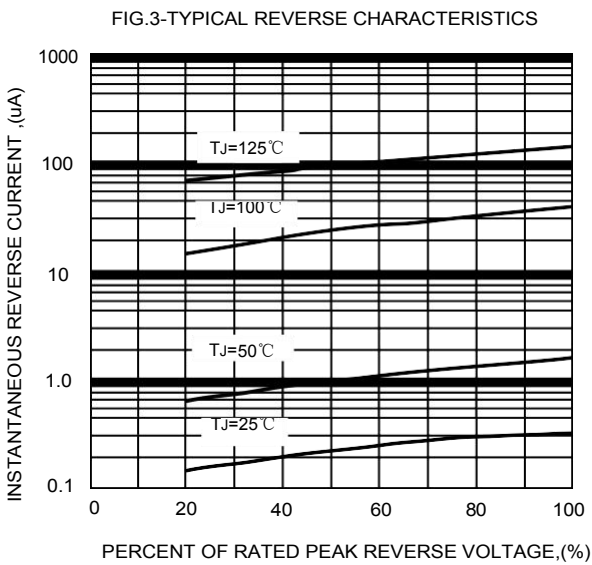 FIG.3-TYPICAL REVERSE CHARACTERISTICS
INSTANTANEOUS REVERSE CURRENT ,(uA)
1000
100
10
1.0
0.1
TJ=125℃
TJ=100℃
TJ=50℃
TJ=25℃
0 20 40 60 80 100
PERCENT OF RATED PEAK REVERSE VOLTAGE,(%)